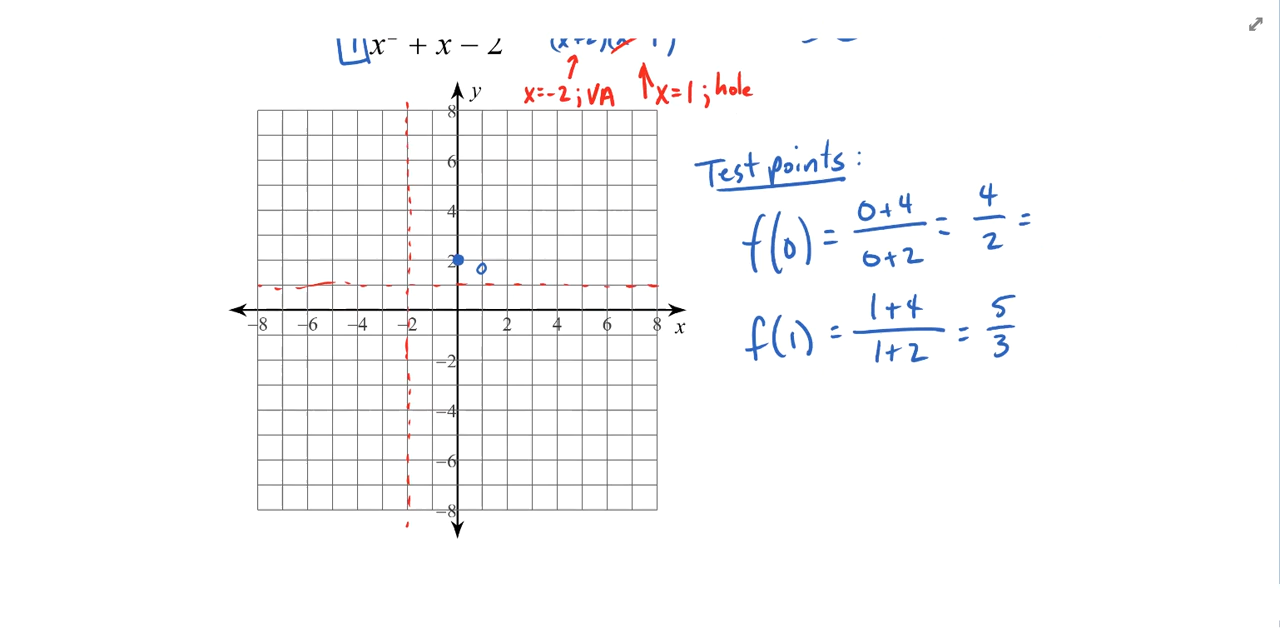 x² + x − 2 (x+2)(x-1)
x=-2; VA x=1; hole
y
8
6
4
2
-8 -6 -4 -2 2 4 6 8 x
-2
-4
-6
-8
Test points:
f(0) = 0+4 / 0+2 = 4/2 =
f(1) = 1+4 / 1+2 = 5/3